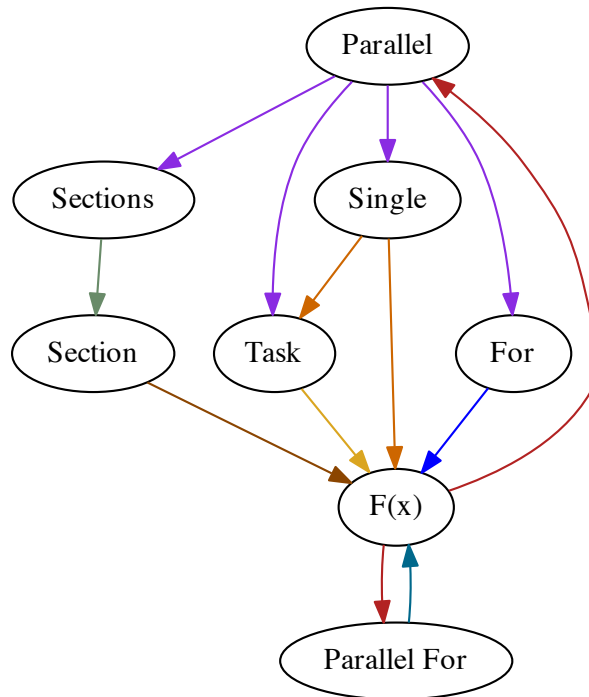 Parallel
Sections
Single
Section
Task
For
F(x)
Parallel For